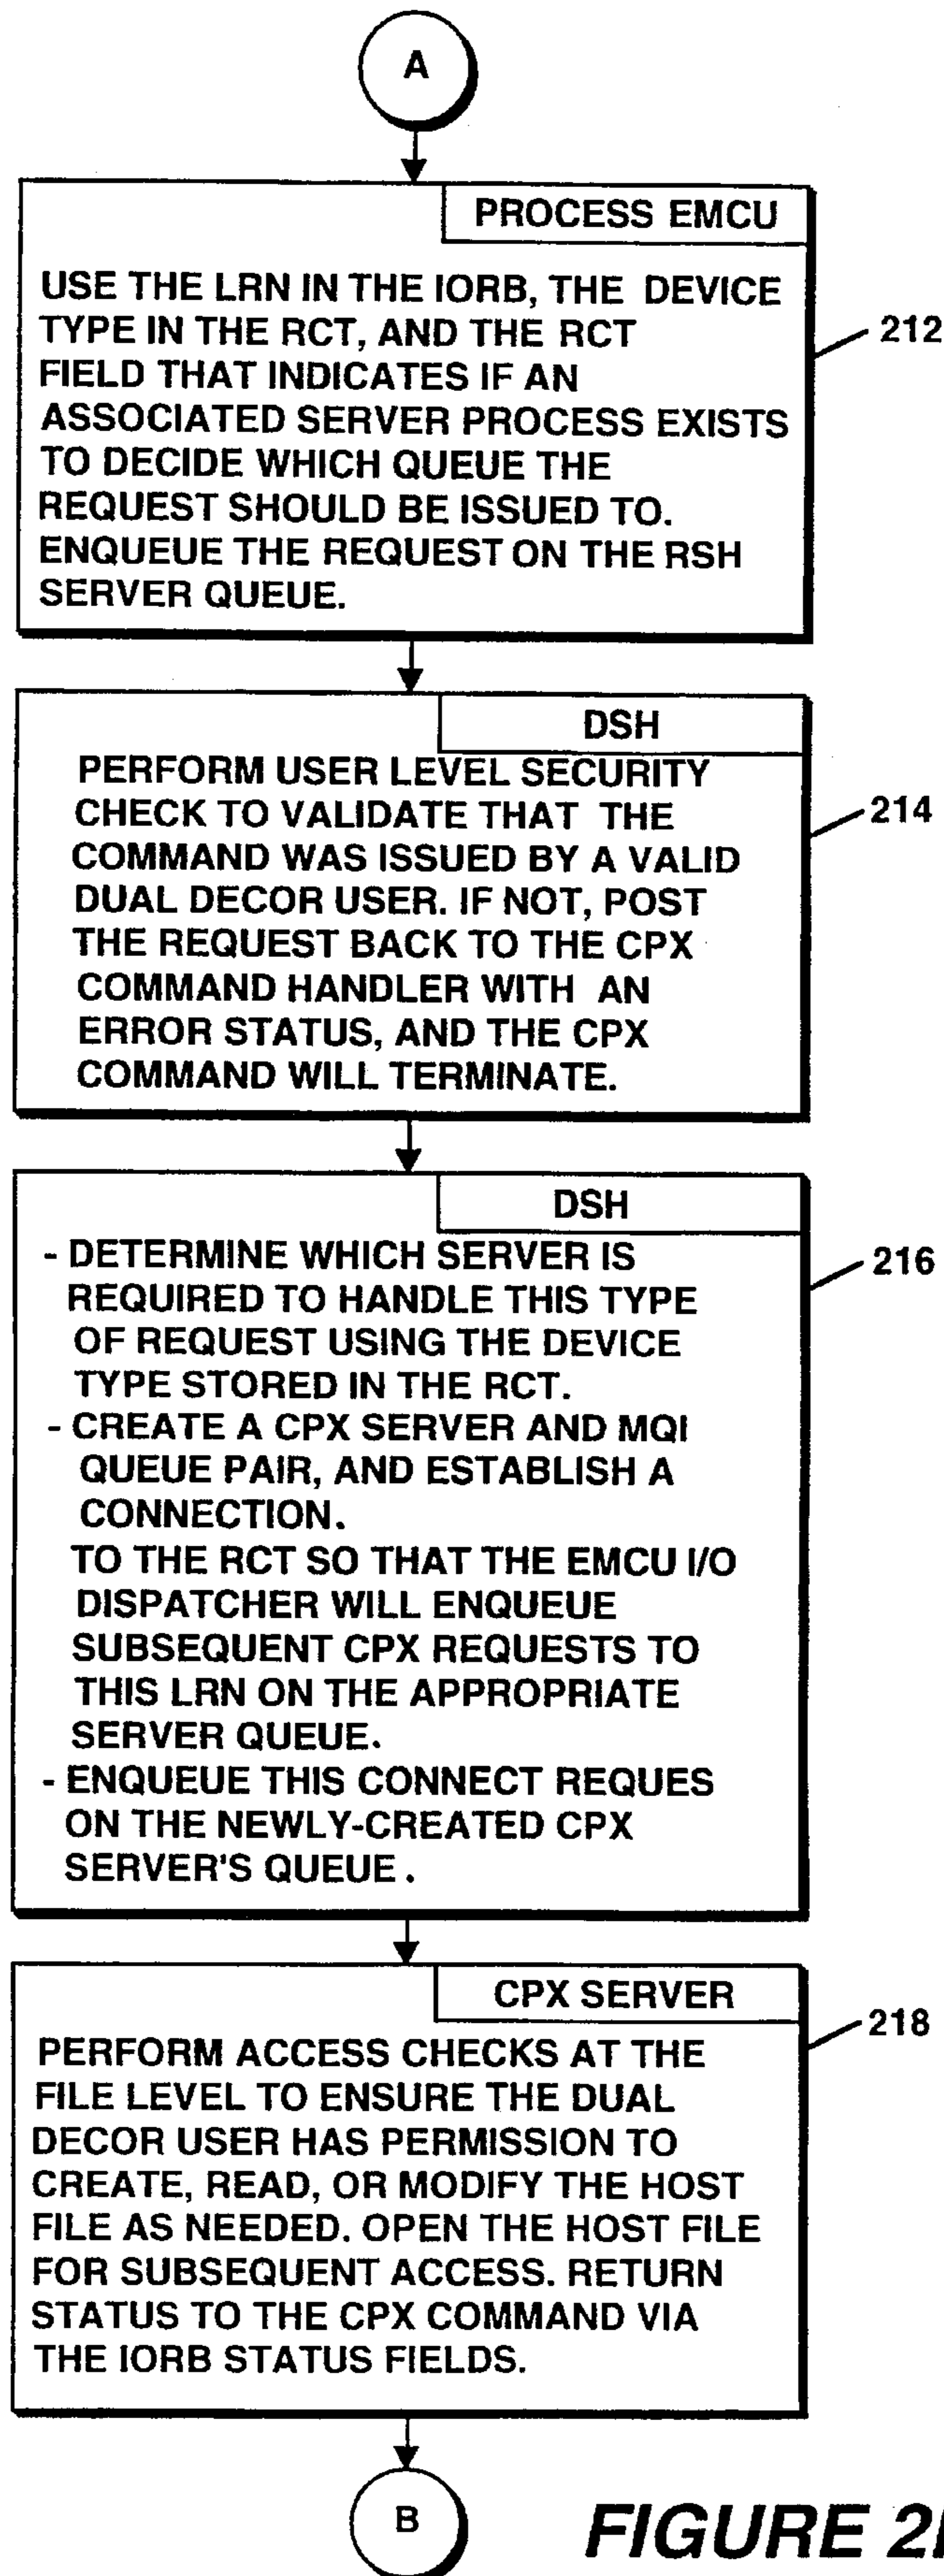 A
PROCESS EMCU
USE THE LRN IN THE IORB, THE DEVICE
TYPE IN THE RCT, AND THE RCT
FIELD THAT INDICATES IF AN
ASSOCIATED SERVER PROCESS EXISTS
TO DECIDE WHICH QUEUE THE
REQUEST SHOULD BE ISSUED TO.
ENQUEUE THE REQUEST ON THE RSH
SERVER QUEUE.
212
DSH
PERFORM USER LEVEL SECURITY
CHECK TO VALIDATE THAT THE
COMMAND WAS ISSUED BY A VALID
DUAL DECOR USER. IF NOT, POST
THE REQUEST BACK TO THE CPX
COMMAND HANDLER WITH AN
ERROR STATUS, AND THE CPX
COMMAND WILL TERMINATE.
214
DSH
- DETERMINE WHICH SERVER IS
REQUIRED TO HANDLE THIS TYPE
OF REQUEST USING THE DEVICE
TYPE STORED IN THE RCT.
- CREATE A CPX SERVER AND MQI
QUEUE PAIR, AND ESTABLISH A
CONNECTION.
TO THE RCT SO THAT THE EMCU I/O
DISPATCHER WILL ENQUEUE
SUBSEQUENT CPX REQUESTS TO
THIS LRN ON THE APPROPRIATE
SERVER QUEUE.
- ENQUEUE THIS CONNECT REQUES
ON THE NEWLY-CREATED CPX
SERVER'S QUEUE.
216
CPX SERVER
PERFORM ACCESS CHECKS AT THE
FILE LEVEL TO ENSURE THE DUAL
DECOR USER HAS PERMISSION TO
CREATE, READ, OR MODIFY THE HOST
FILE AS NEEDED. OPEN THE HOST FILE
FOR SUBSEQUENT ACCESS. RETURN
STATUS TO THE CPX COMMAND VIA
THE IORB STATUS FIELDS.
218
B
FIGURE